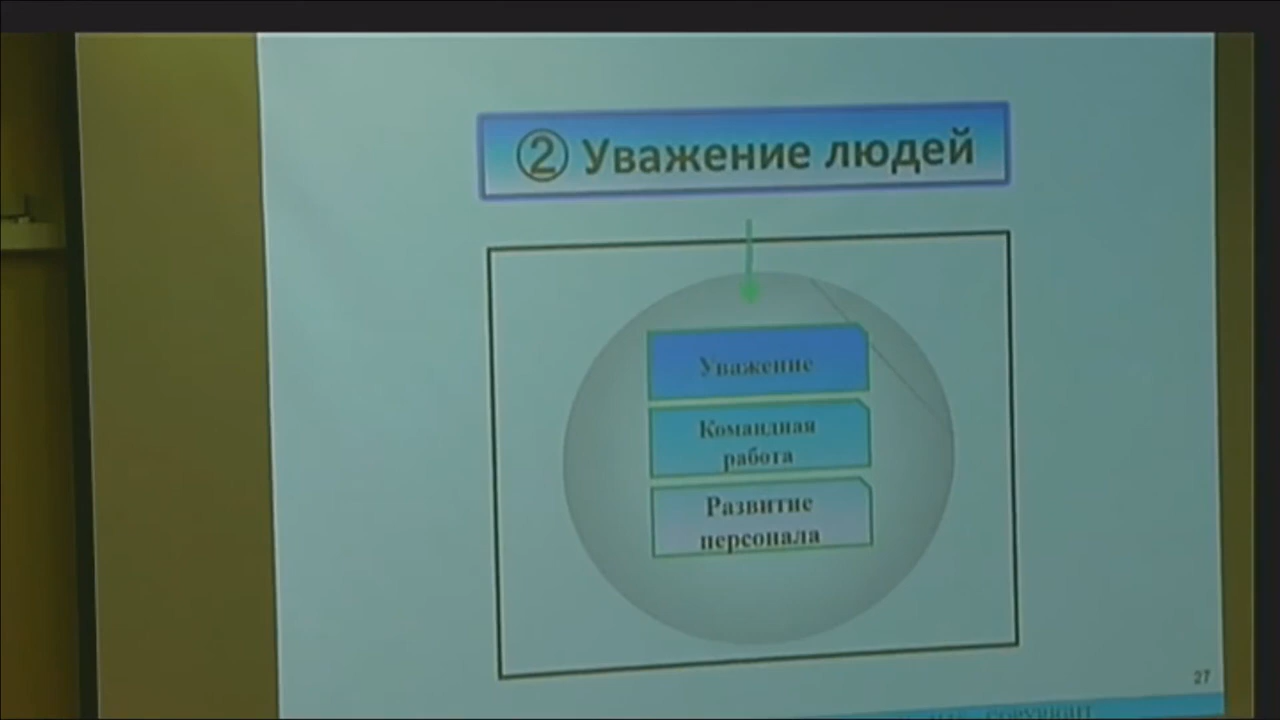 ② Уважение людей
Уважение
Командная
работа
Развитие
персонала
27